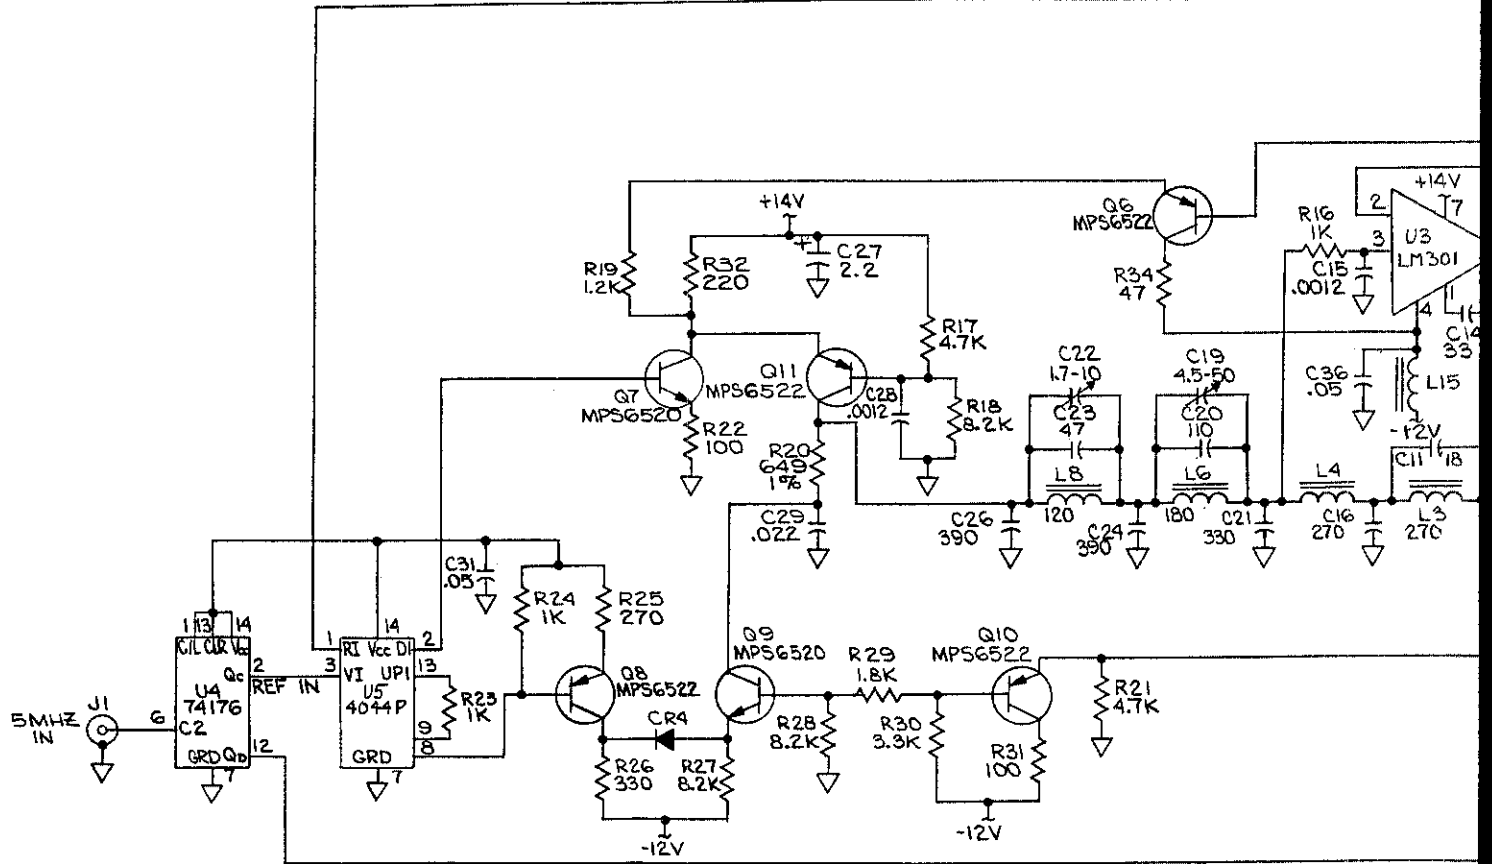 +14V
Q6
MPS6522
+14V
2
7
R16
1K
U3
3
LM301
C27
2.2
+
R19
1.2K
R32
220
R34
47
C15
.0012
4
1
C14
33
R17
4.7K
Q11
MPS6522
Q7
MPS6520
C28
.0012
R18
8.2K
C22
1.7-10
C23
47
C19
4.5-50
C20
110
C36
.05
L15
-12V
R22
100
R20
649
1%
L8
L6
L4
C11
18
C29
.022
C26
390
120
C24
390
180
C21
330
C16
270
L3
270
C31
.05
R24
1K
R25
270
1
13
14
C/L
CLR
Vcc
QC
2
REF IN
U4
74176
6
C2
GRD
QD
12
7
J1
5MHZ
IN
1
14
2
RI
Vcc
D1
3
VI
UP1
13
U5
4044P
R23
1K
9
8
GRD
7
Q8
MPS6522
Q9
MPS6520
R29
1.8K
Q10
MPS6522
R21
4.7K
CR4
R28
8.2K
R30
3.3K
R31
100
R26
330
R27
8.2K
-12V
-12V